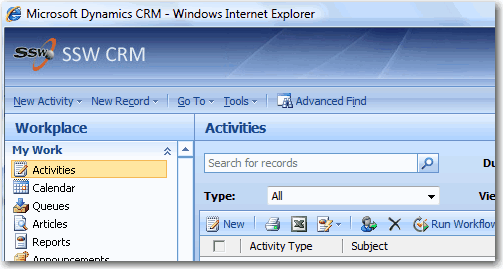 Microsoft Dynamics CRM - Windows Internet Explorer
SSW SSW CRM
New Activity New Record Go To Tools Advanced Find
Workplace
Activities
My Work
Activities
Search for records
Calendar
Queues
Type: All
Articles
New Run Workflow
Reports
Activity Type Subject
Announcements